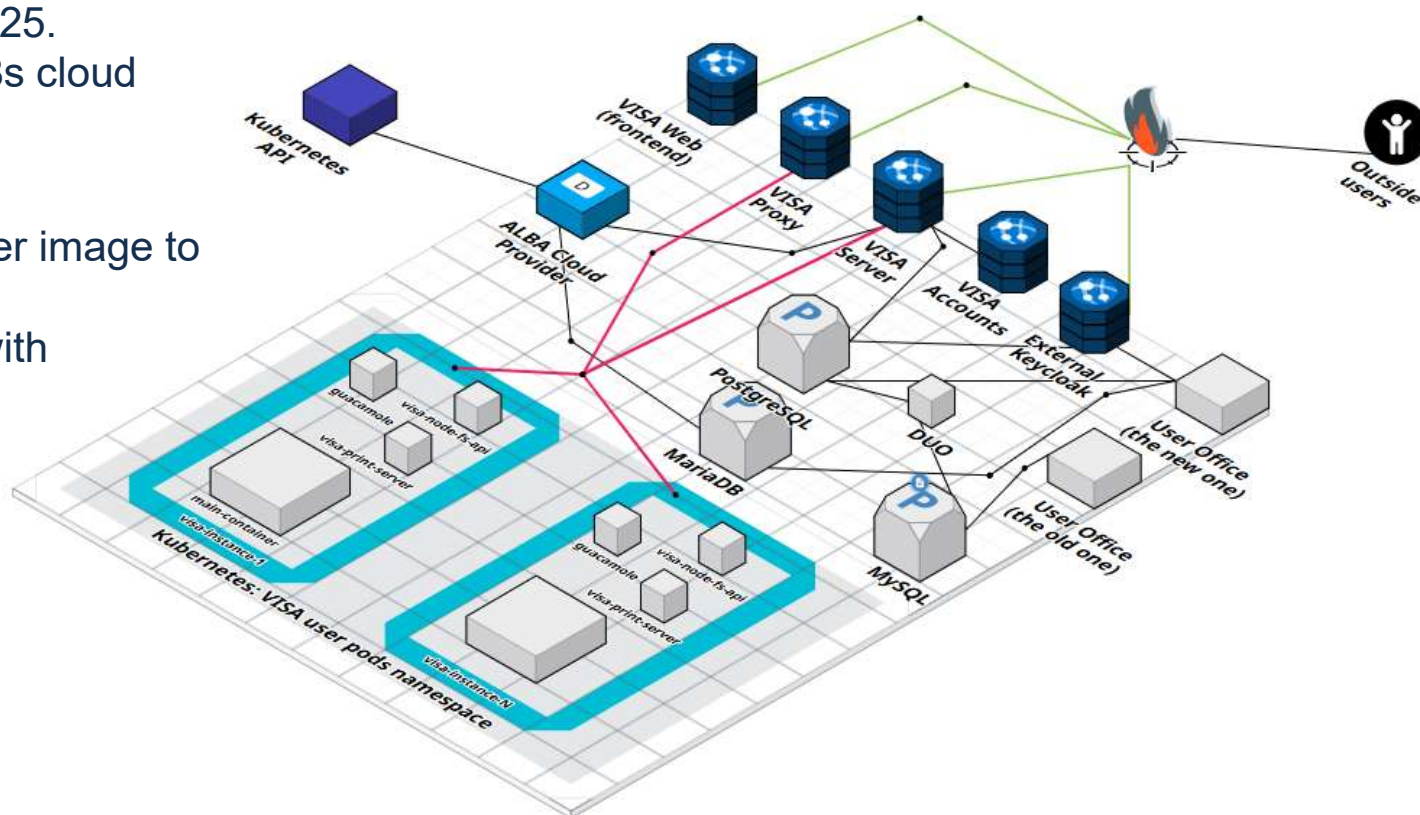 25.
s cloud
er image to
with
Kubernetes
API
VISA Web
(frontend)
VISA
Proxy
VISA
Server
VISA
Accounts
External
Keycloak
Outside
users
ALBA Cloud
Provider
D
P
PostgreSQL
P
MariaDB
DUO
P
MySQL
User Office
(the new one)
User Office
(the old one)
guacamole
visa-node-fs-api
visa-print-server
main-container
visa-instance-1
guacamole
visa-node-fs-api
visa-print-server
visa-instance-N
Kubernetes: VISA user pods namespace